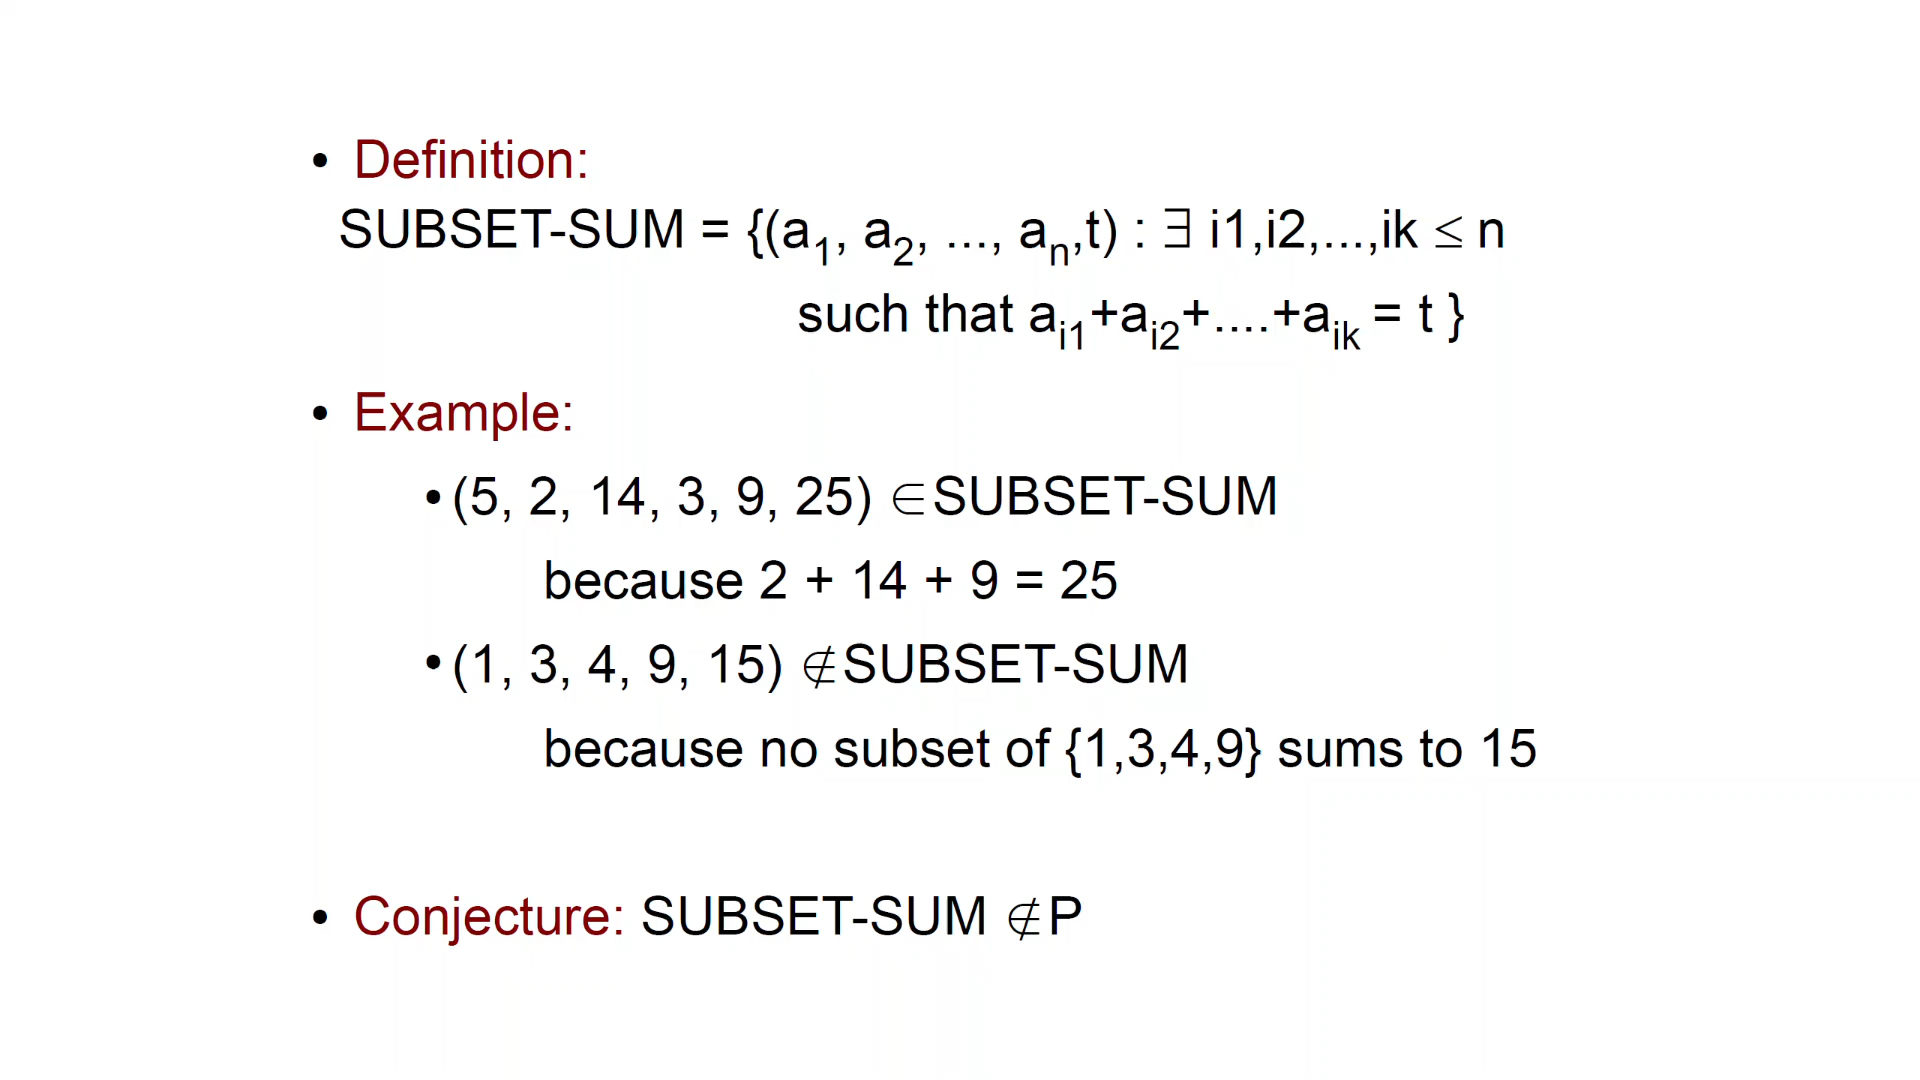 • Definition:
SUBSET-SUM = {(a₁, a₂, ..., aₙ,t) : ∃ i1,i2,...,ik ≤ n
such that aᵢ₁+aᵢ₂+....+aᵢₖ = t }
• Example:
• (5, 2, 14, 3, 9, 25) ∈ SUBSET-SUM
because 2 + 14 + 9 = 25
• (1, 3, 4, 9, 15) ∉ SUBSET-SUM
because no subset of {1,3,4,9} sums to 15
• Conjecture: SUBSET-SUM ∉ P